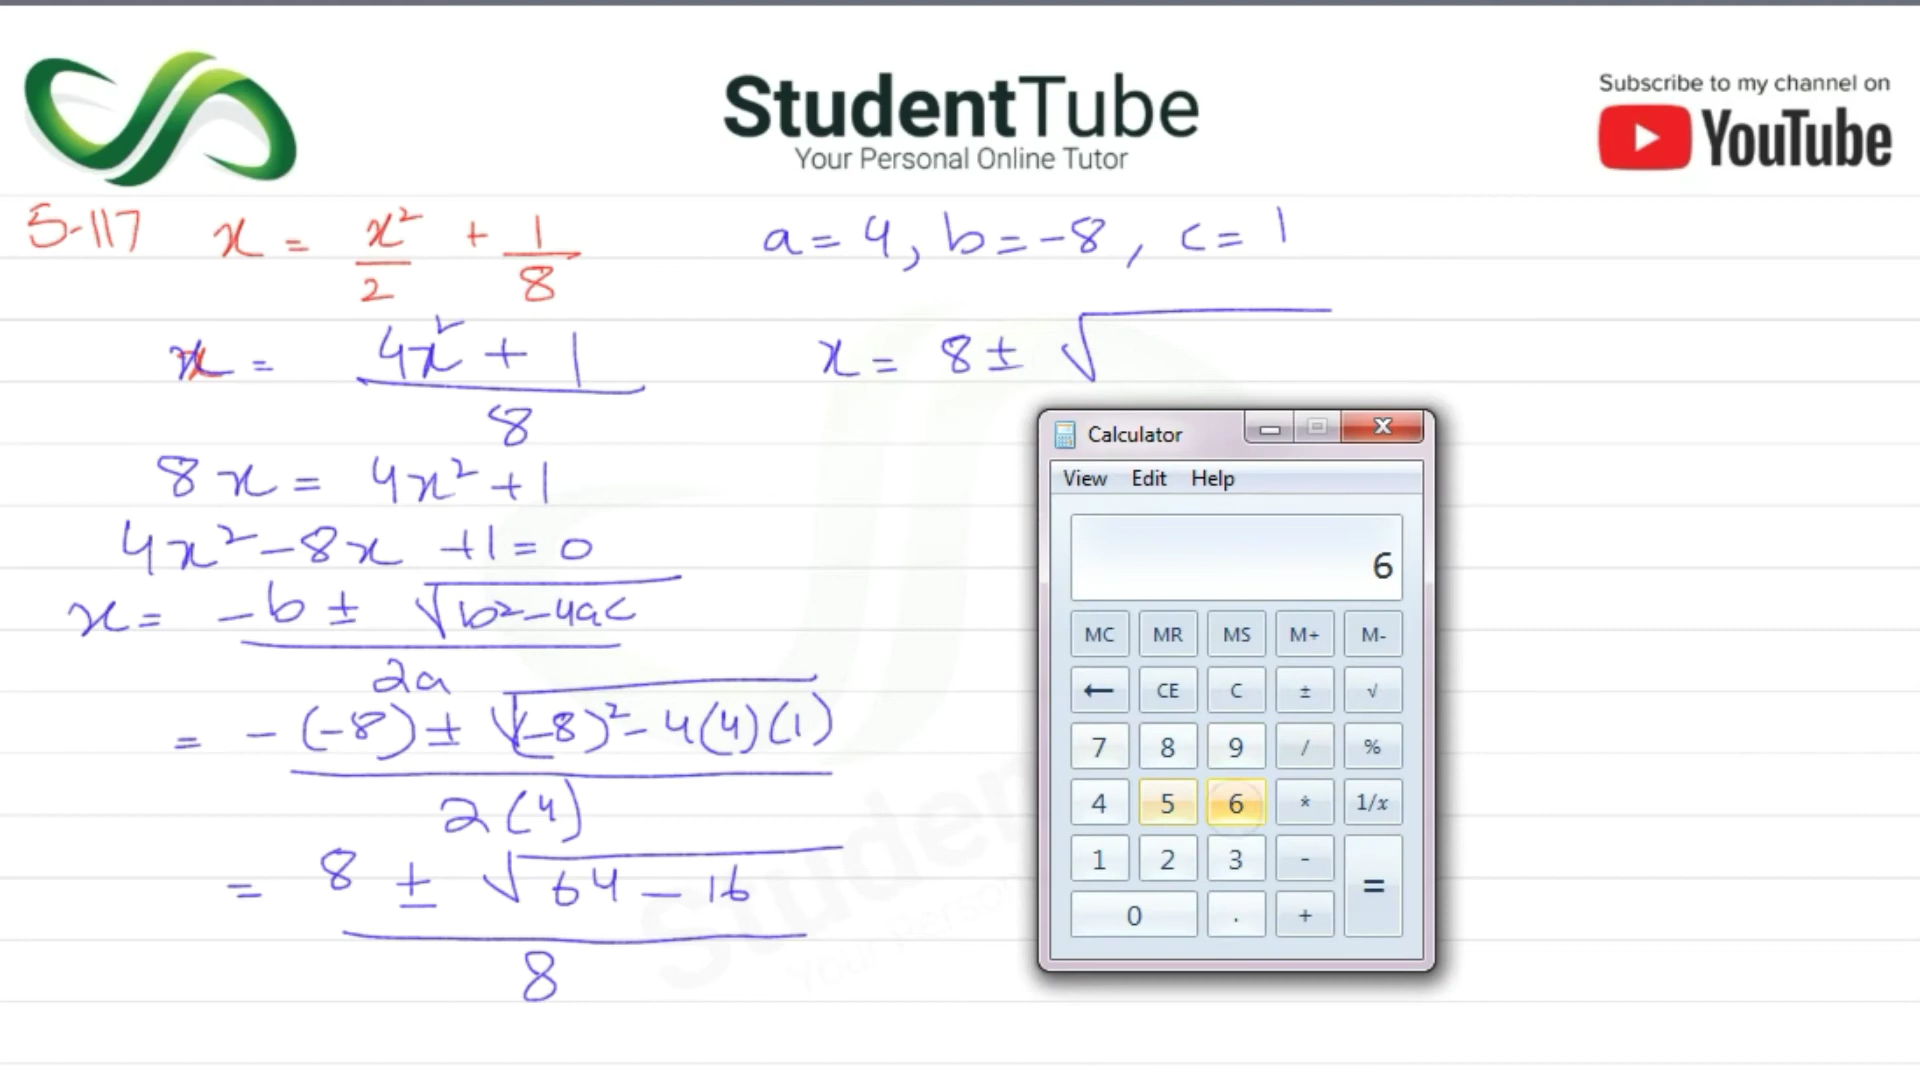 StudentTube
Your Personal Online Tutor
Subscribe to my channel on
YouTube
5-117 x = x²/2 + 1/8
x = (4x² + 1)/8
8x = 4x² + 1
4x² - 8x + 1 = 0
x = (-b ± √(b² - 4ac))/2a
= (-(-8) ± √((-8)² - 4(4)(1)))/2(4)
= (8 ± √(64 - 16))/8
a = 4, b = -8, c = 1
x = 8 ± √
Calculator
View Edit Help
6
MC MR MS M+ M-
← CE C ± √
7 8 9 / %
4 5 6 * 1/x
1 2 3 - =
0 . +